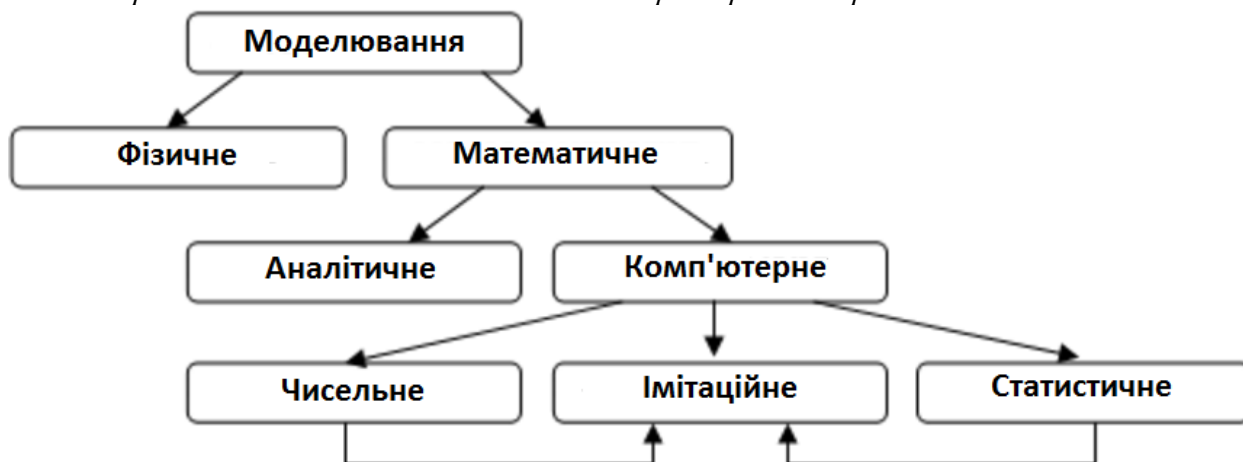 Моделювання
Фізичне
Математичне
Аналітичне
Комп'ютерне
Чисельне
Імітаційне
Статистичне